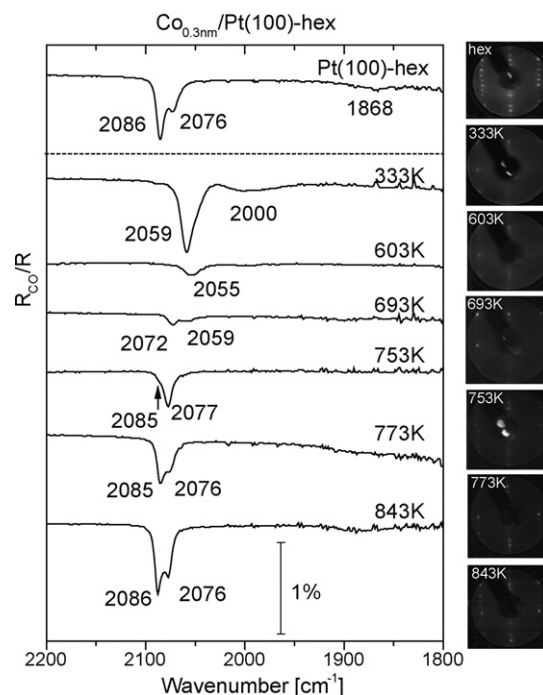 Co0.3nm/Pt(100)-hex
Pt(100)-hex
2086 2076 1868
333K
2059 2000
603K
2055
693K
2072 2059
753K
2085 2077
773K
2085 2076
843K
2086 2076
1%
RCO/R
2200 2100 2000 1900 1800
Wavenumber [cm-1]
hex
333K
603K
693K
753K
773K
843K